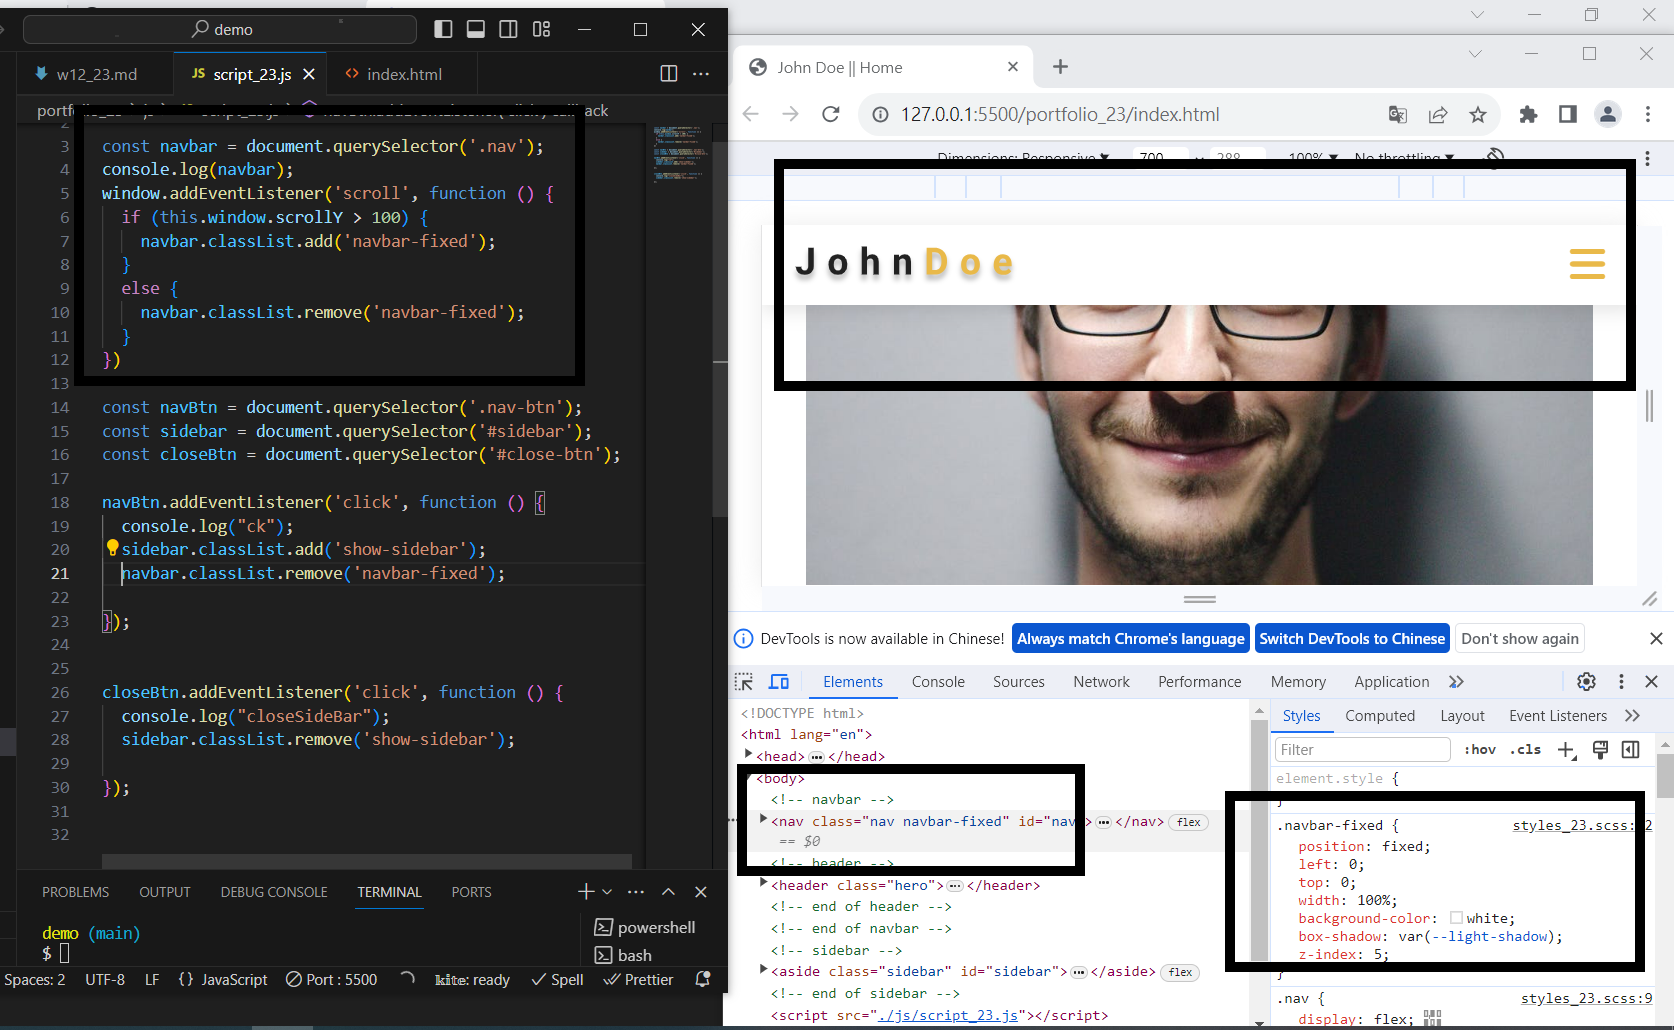 demo
w12_23.md
JS script_23.js
index.html
ack
2
3 const navbar = document.querySelector('.nav');
4 console.log(navbar);
5 window.addEventListener('scroll', function () {
6 if (this.window.scrollY > 100) {
7 navbar.classList.add('navbar-fixed');
8 }
9 else {
10 navbar.classList.remove('navbar-fixed');
11 }
12 })
13
14 const navBtn = document.querySelector('.nav-btn');
15 const sidebar = document.querySelector('#sidebar');
16 const closeBtn = document.querySelector('#close-btn');
17
18 navBtn.addEventListener('click', function () {
19 console.log("ck");
20 sidebar.classList.add('show-sidebar');
21 navbar.classList.remove('navbar-fixed');
22
23 });
24
25
26 closeBtn.addEventListener('click', function () {
27 console.log("closeSideBar");
28 sidebar.classList.remove('show-sidebar');
29
30 });
31
32
PROBLEMS OUTPUT DEBUG CONSOLE TERMINAL PORTS
demo (main)
$
powershell
bash
Spaces: 2 UTF-8 LF {} JavaScript Port : 5500 kite: ready Spell Prettier
John Doe || Home
127.0.0.1:5500/portfolio_23/index.html
Dimensions: Responsive 700 288 100% No throttling
JohnDoe
DevTools is now available in Chinese! Always match Chrome's language Switch DevTools to Chinese Don't show again
Elements Console Sources Network Performance Memory Application
<!DOCTYPE html>
<html lang="en">
<head>…</head>
<body>
<!-- navbar -->
<nav class="nav navbar-fixed" id="nav">…</nav> flex
== $0
<!-- header -->
<header class="hero">…</header>
<!-- end of header -->
<!-- end of navbar -->
<!-- sidebar -->
<aside class="sidebar" id="sidebar">…</aside> flex
<!-- end of sidebar -->
<script src="./js/script_23.js"></script>
Styles Computed Layout Event Listeners
Filter :hov .cls
element.style {
}
.navbar-fixed { styles_23.scss: 2
position: fixed;
left: 0;
top: 0;
width: 100%;
background-color: white;
box-shadow: var(--light-shadow);
z-index: 5;
}
.nav { styles_23.scss:9
display: flex;